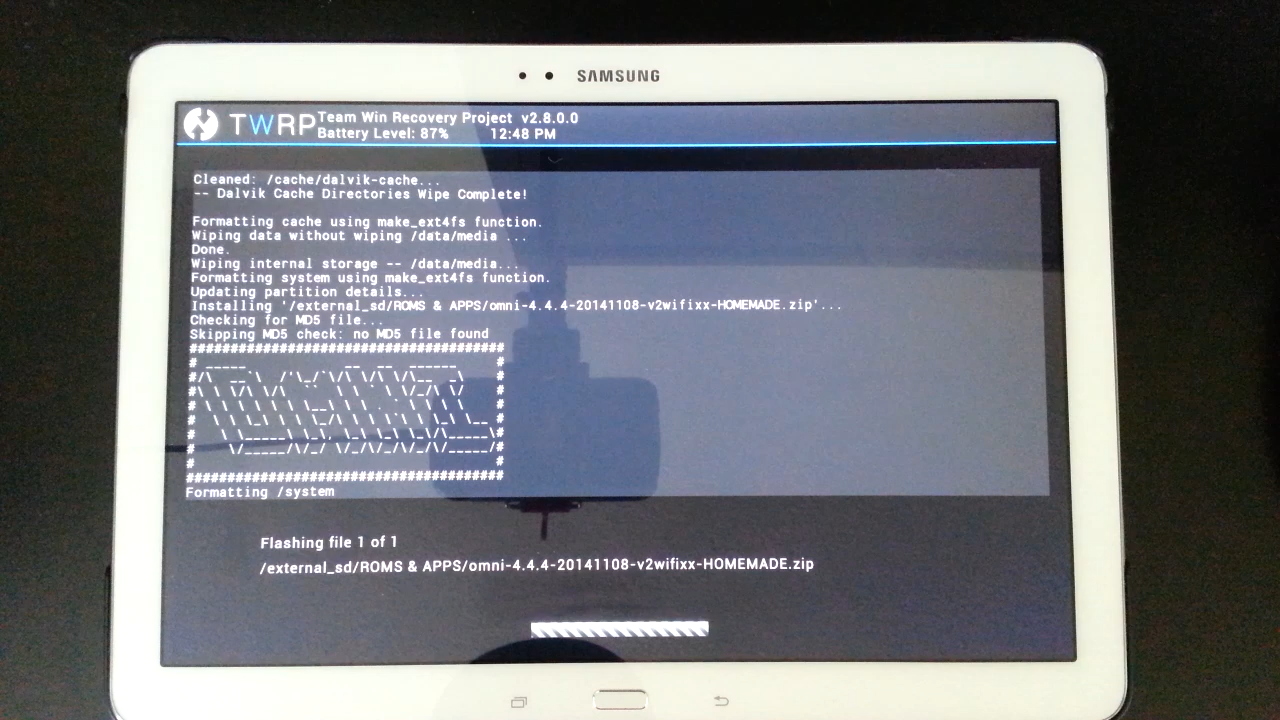 SAMSUNG
TWRP Team Win Recovery Project v2.8.0.0
Battery Level: 87% 12:48 PM
Cleaned: /cache/dalvik-cache...
-- Dalvik Cache Directories Wipe Complete!
Formatting cache using make_ext4fs function.
Wiping data without wiping /data/media ...
Done.
Wiping internal storage -- /data/media...
Formatting system using make_ext4fs function.
Updating partition details...
Installing '/external_sd/ROMS & APPS/omni-4.4.4-20141108-v2wifixx-HOMEMADE.zip'...
Checking for MD5 file...
Skipping MD5 check: no MD5 file found
Formatting /system
Flashing file 1 of 1
/external_sd/ROMS & APPS/omni-4.4.4-20141108-v2wifixx-HOMEMADE.zip